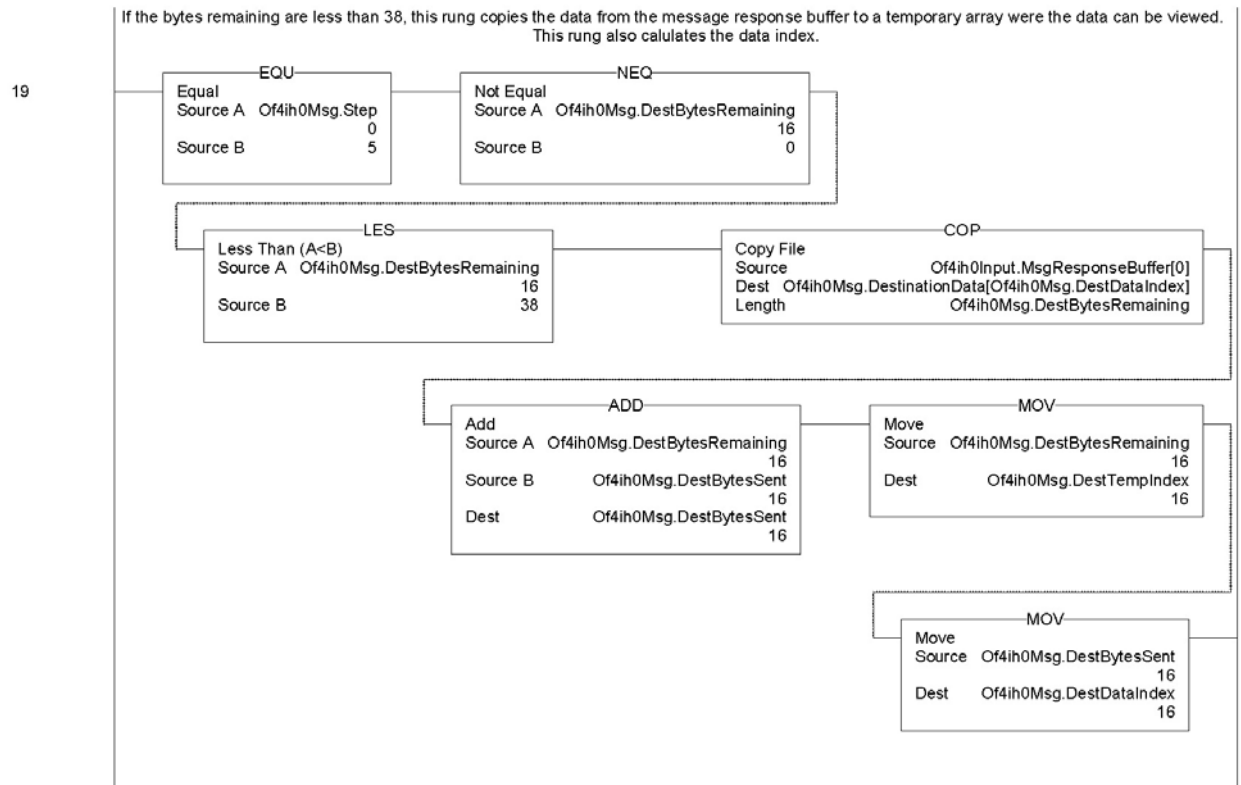 If the bytes remaining are less than 38, this rung copies the data from the message response buffer to a temporary array were the data can be viewed.
This rung also calulates the data index.
19
EQU
Equal
Source A Of4ih0Msg.Step
0
Source B 5
NEQ
Not Equal
Source A Of4ih0Msg.DestBytesRemaining
16
Source B 0
LES
Less Than (A<B)
Source A Of4ih0Msg.DestBytesRemaining
16
Source B 38
COP
Copy File
Source Of4ih0Input.MsgResponseBuffer[0]
Dest Of4ih0Msg.DestinationData[Of4ih0Msg.DestDataIndex]
Length Of4ih0Msg.DestBytesRemaining
ADD
Add
Source A Of4ih0Msg.DestBytesRemaining
16
Source B Of4ih0Msg.DestBytesSent
16
Dest Of4ih0Msg.DestBytesSent
16
MOV
Move
Source Of4ih0Msg.DestBytesRemaining
16
Dest Of4ih0Msg.DestTempIndex
16
MOV
Move
Source Of4ih0Msg.DestBytesSent
16
Dest Of4ih0Msg.DestDataIndex
16